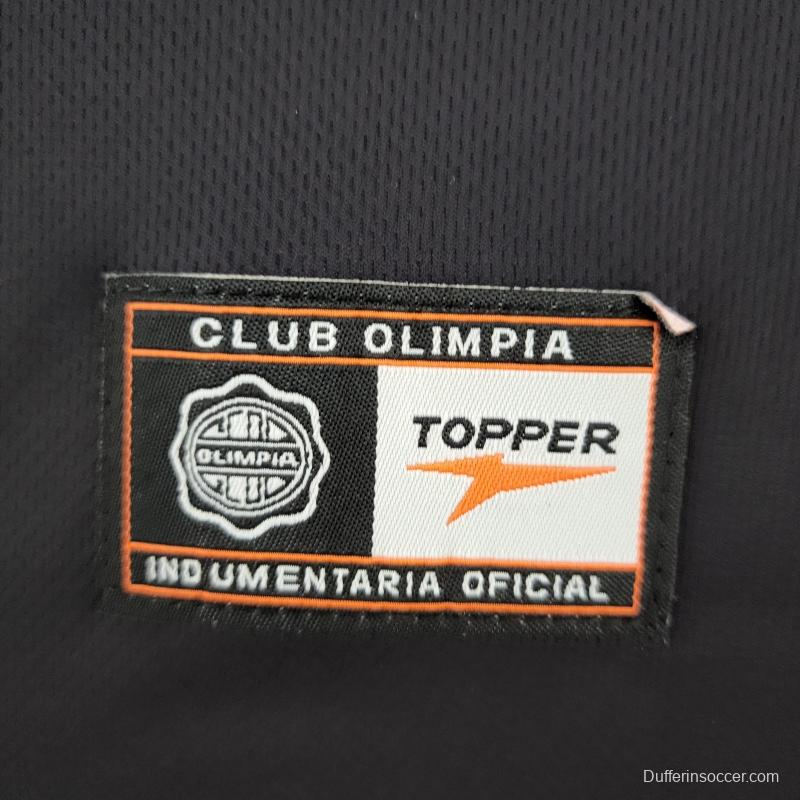 CLUB OLIMPIA
OLIMPIA
TOPPER
INDUMENTARIA OFICIAL
Dufferinsoccer.com